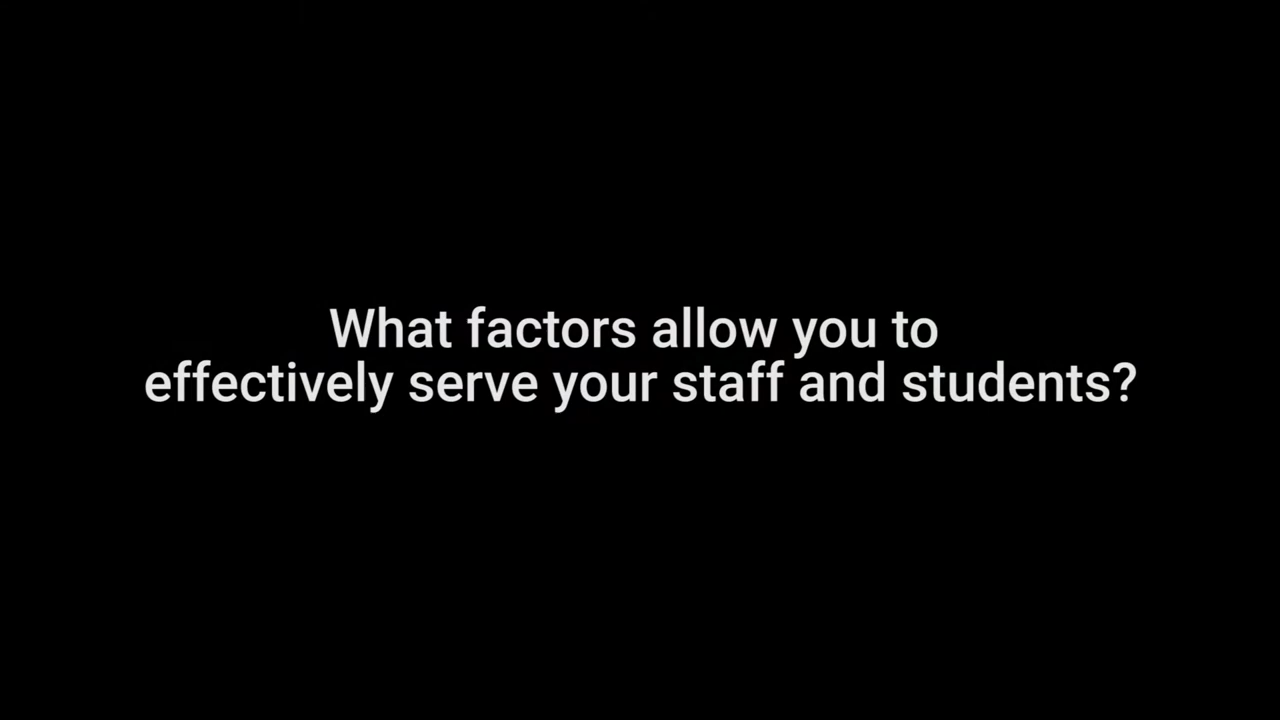 What factors allow you to
effectively serve your staff and students?